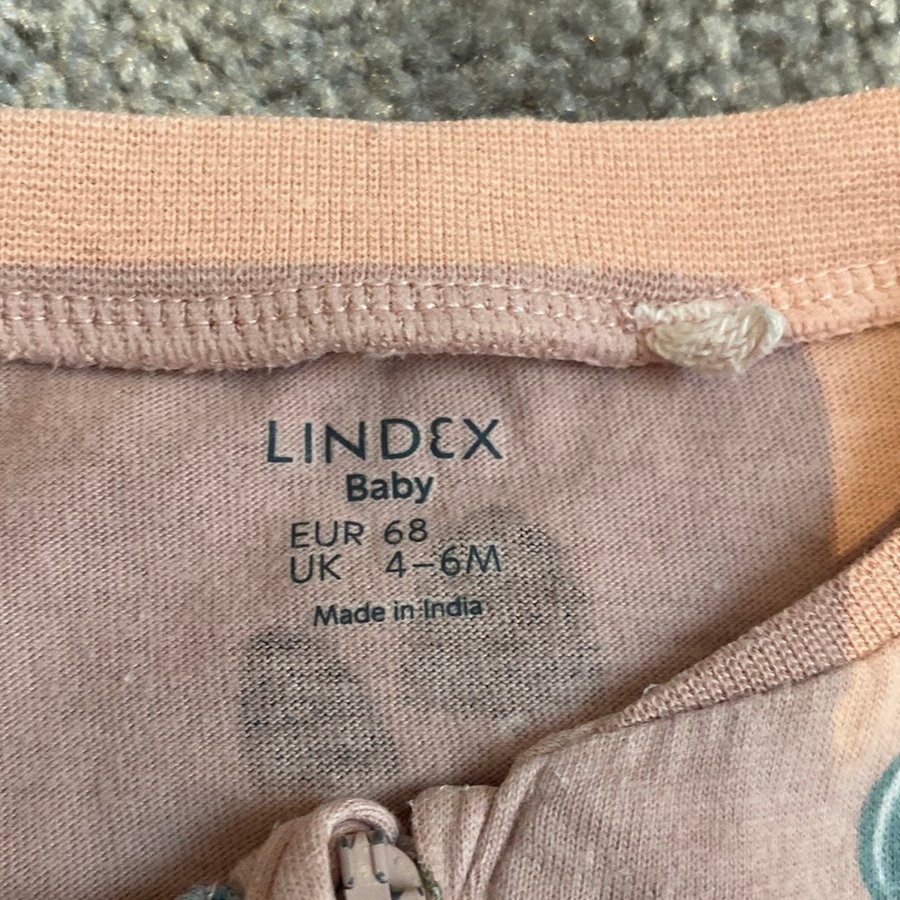 LINDEX
Baby
EUR 68
UK 4-6M
Made in India